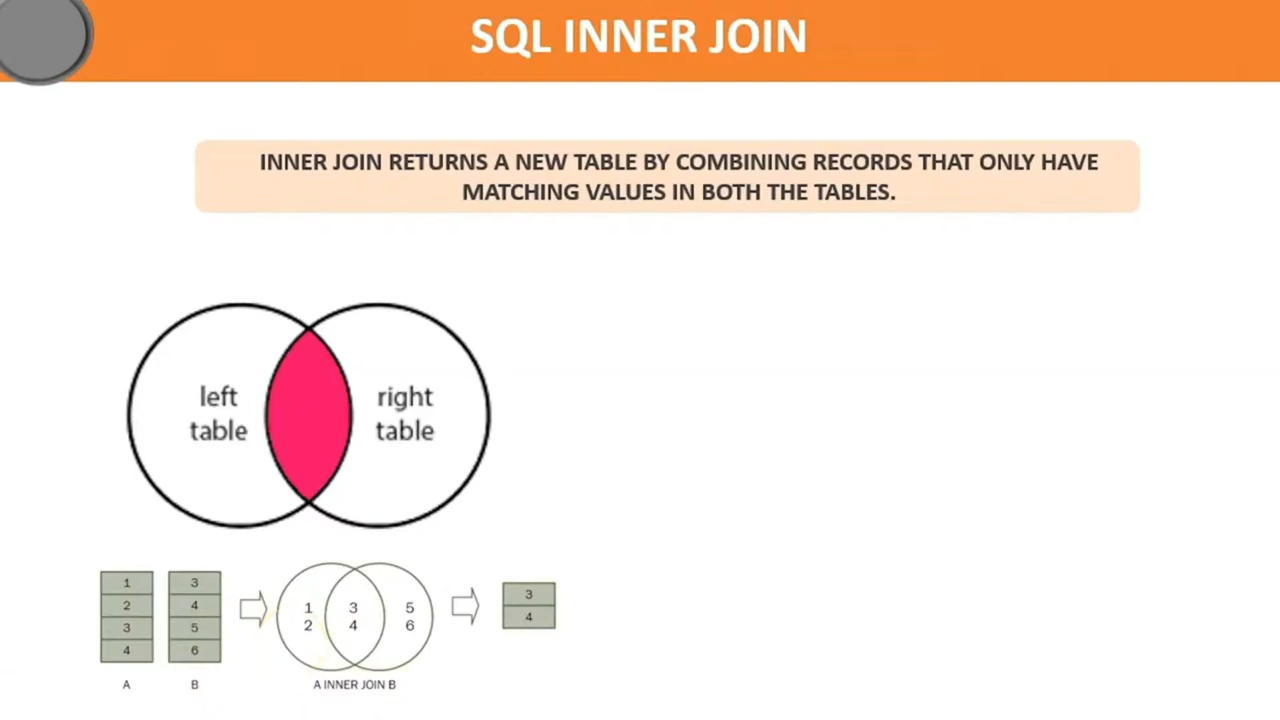 SQL INNER JOIN
INNER JOIN RETURNS A NEW TABLE BY COMBINING RECORDS THAT ONLY HAVE
MATCHING VALUES IN BOTH THE TABLES.
left
table
right
table
1
2
3
4
A
3
4
5
6
B
1
2
3
4
5
6
A INNER JOIN B
3
4